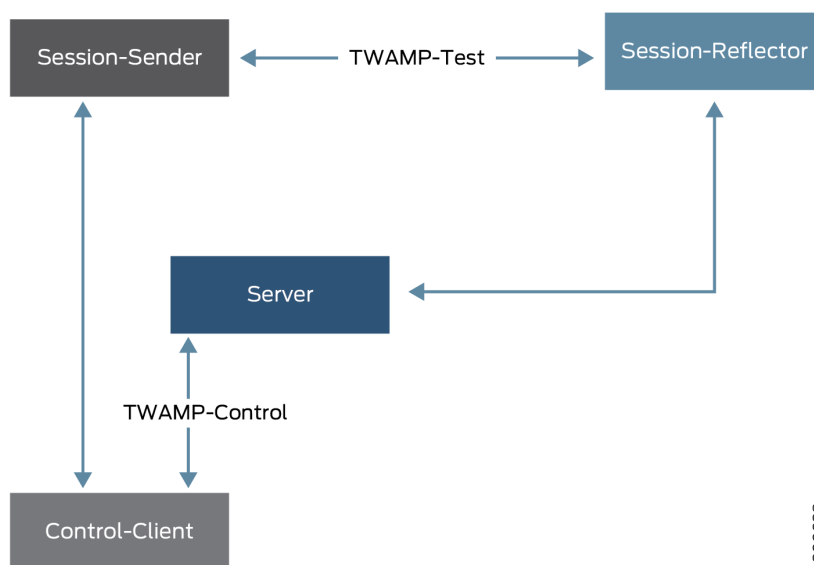 Session-Sender
TWAMP-Test
Session-Reflector
Server
TWAMP-Control
Control-Client